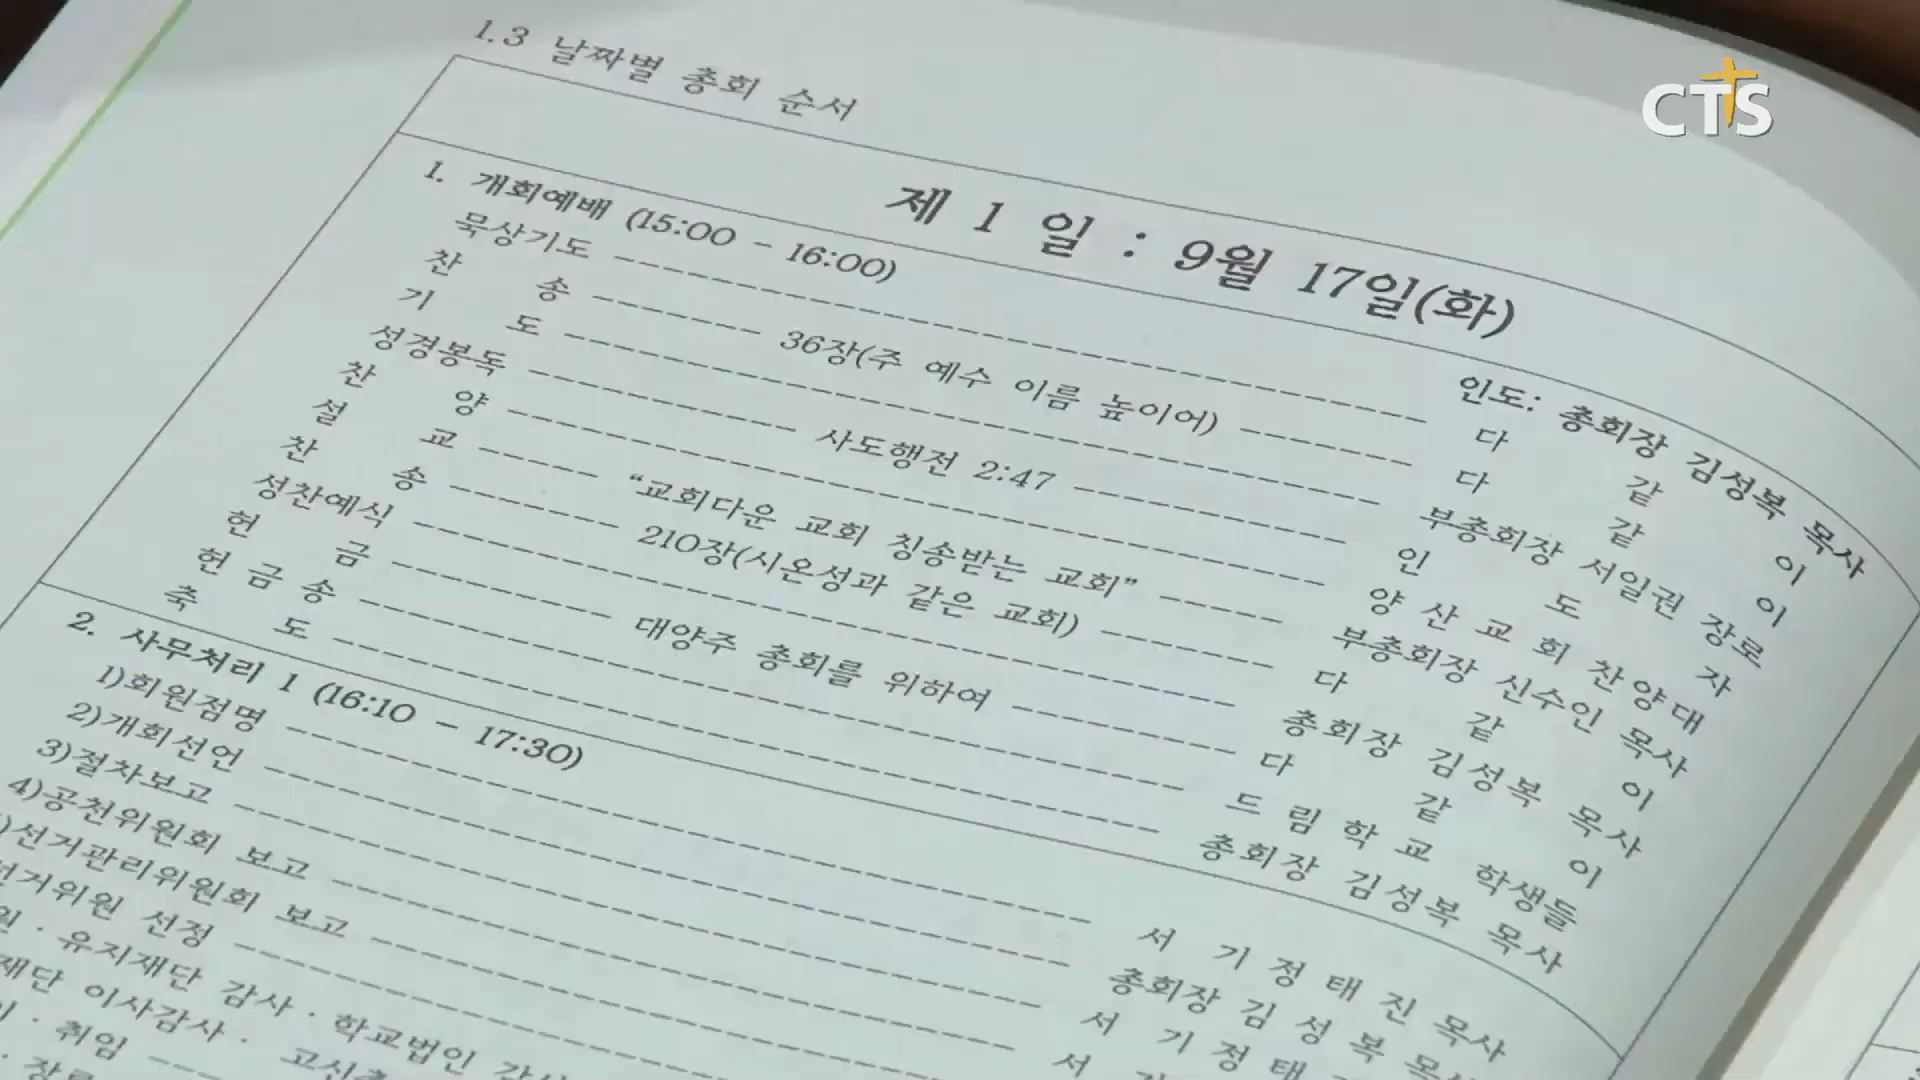 CTS
1.3 날짜별 총회 순서
제 1 일 : 9월 17일(화)
1. 개회예배 (15:00 - 16:00) 인도: 총회장 김성복 목사
묵상기도 다 같 이
찬 송 36장(주 예수 이름 높이어) 다 같 이
기 도 부총회장 서일권 장로
성경봉독 사도행전 2:47 인 도 자
찬 양 양산교회찬양대
설 교 “교회다운 교회 칭송받는 교회” 부총회장 신수인 목사
찬 송 210장(시온성과 같은 교회) 다 같 이
성찬예식 총회장 김성복 목사
헌 금 대양주 총회를 위하여 다 같 이
헌 금 송 드림학교 학생들
축 도 총회장 김성복 목사
2. 사무처리 1 (16:10 - 17:30)
1)회원점명 서기 정태진 목사
2)개회선언 총회장 김성복
3)절차보고 서기 정태
4)공천위원회 보고 서
)선거관리위원회 보고
선거위원 선정
· 유지재단 감사 · 학교법인
재단 이사감사 ·
· 취임